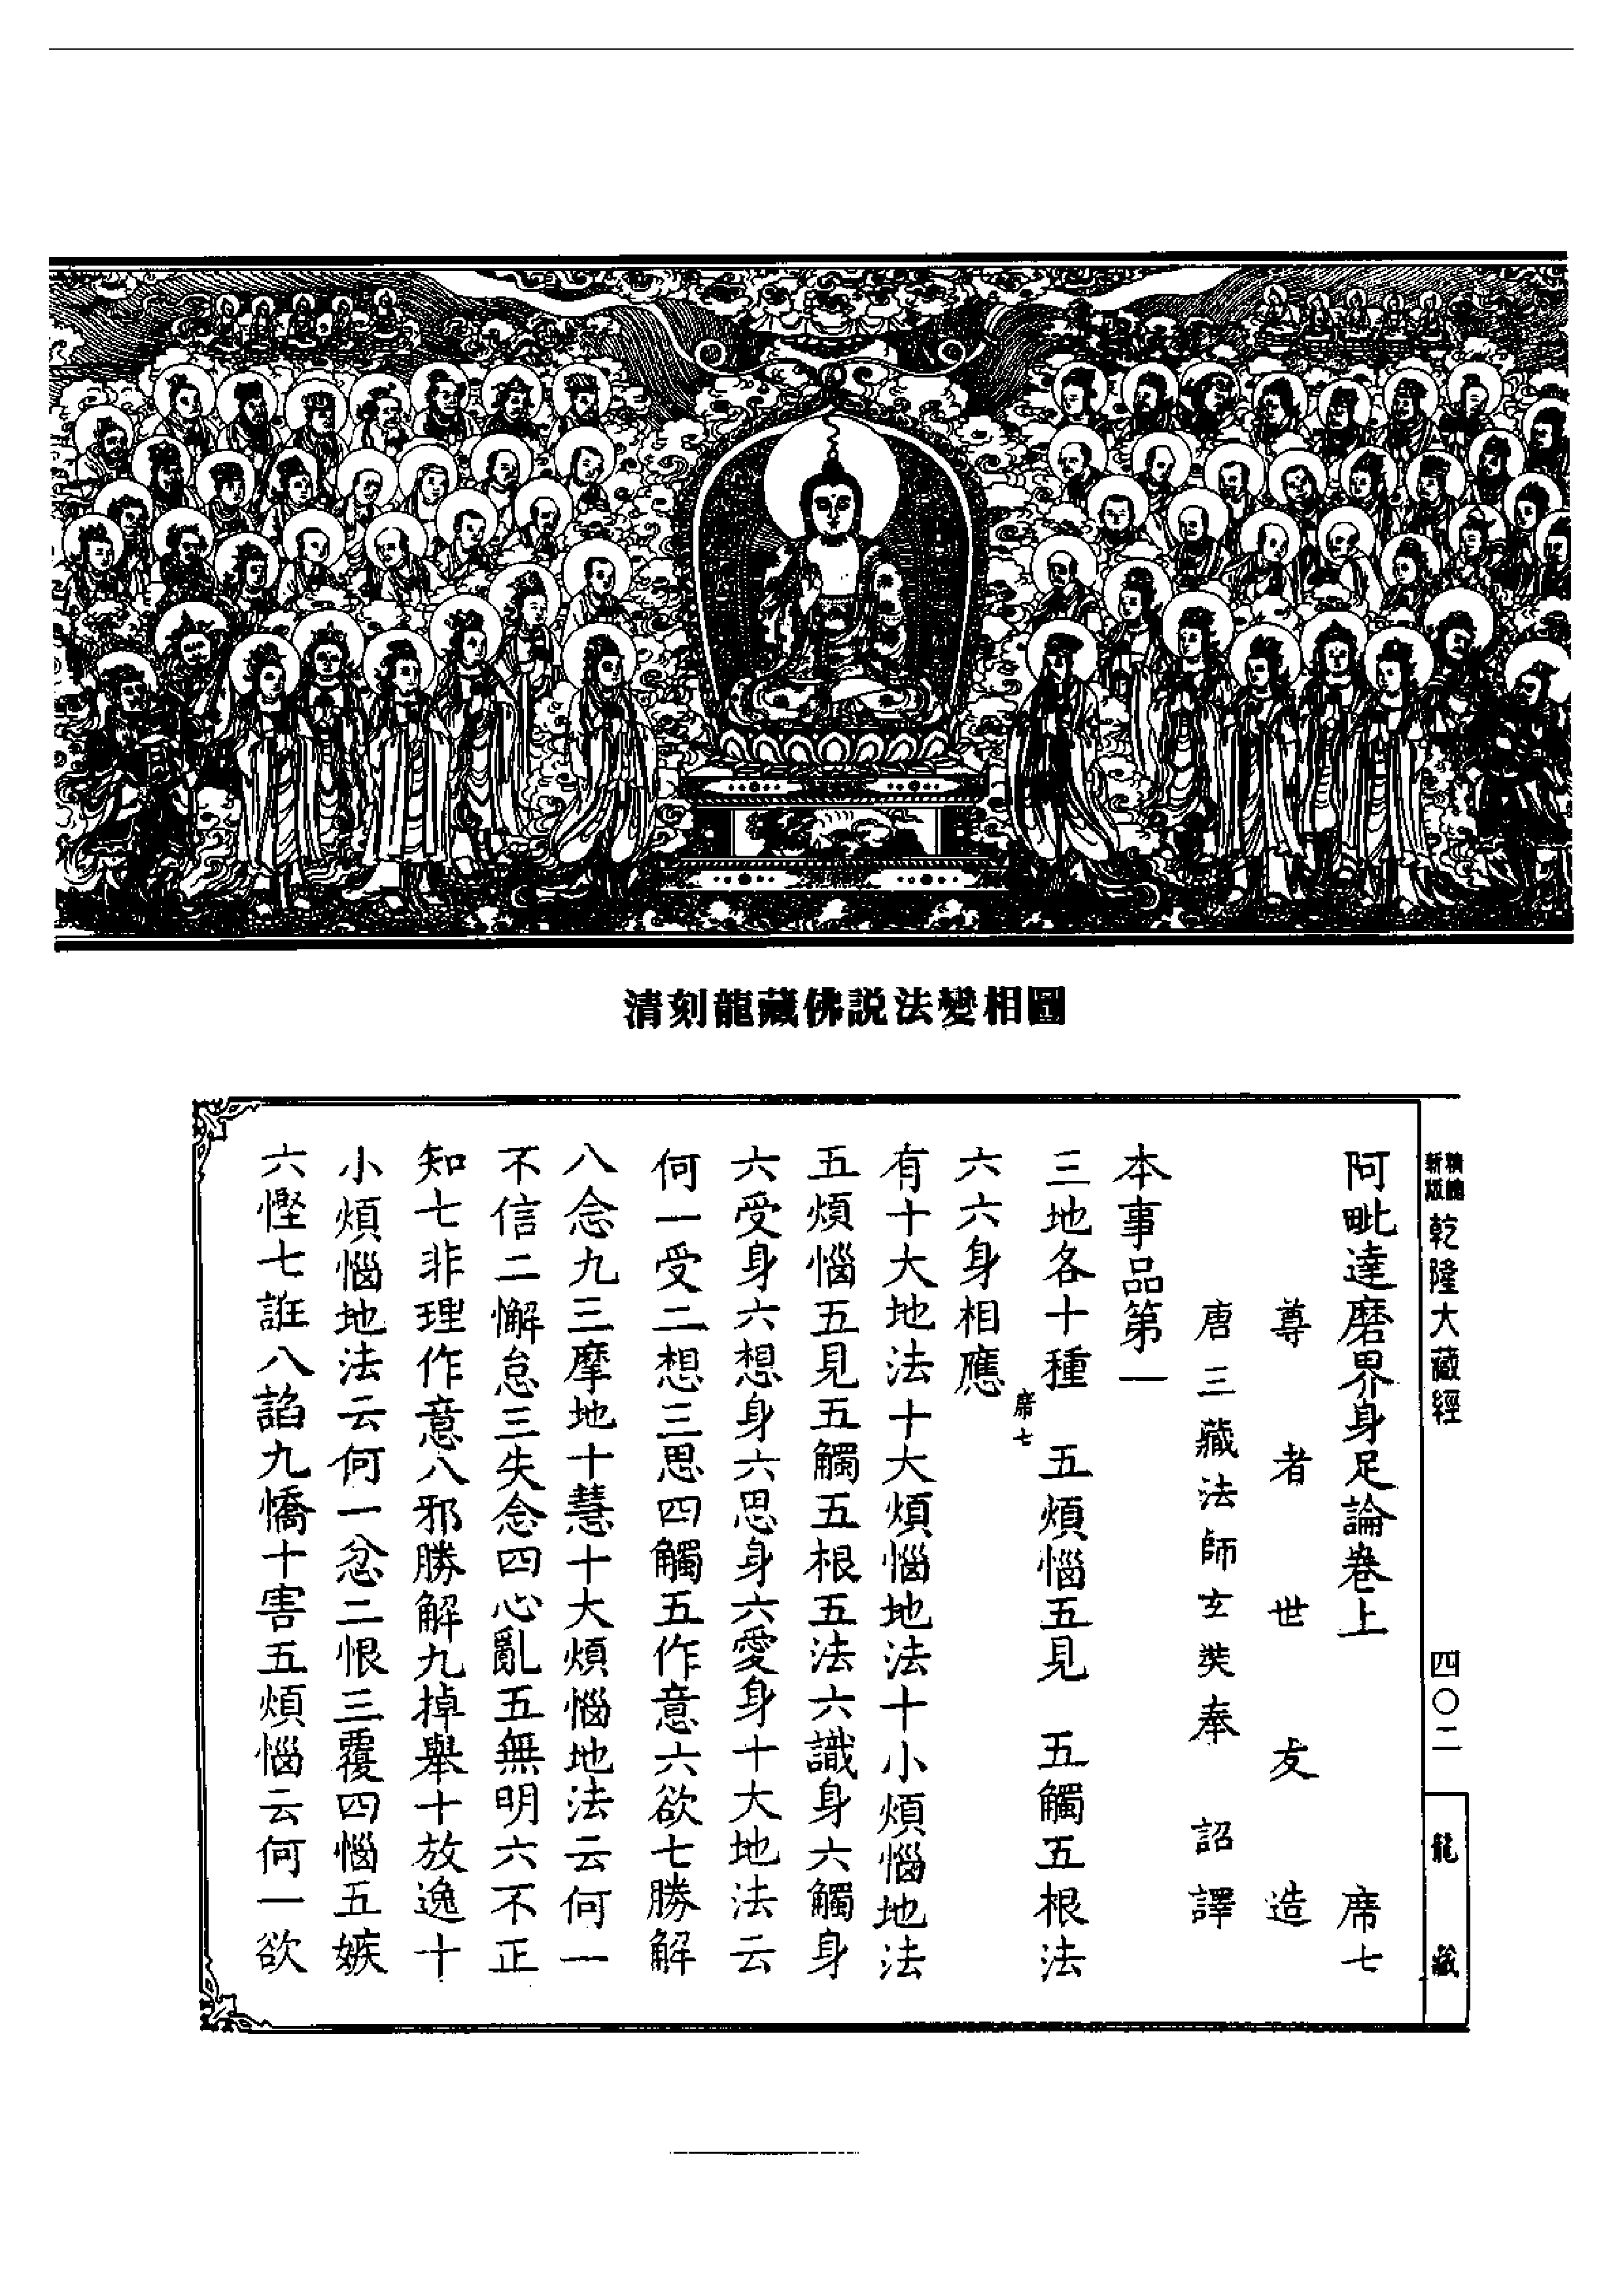 清刻龍藏佛説法變相圖
新版
精縮
乾隆大藏經
四〇二
龍藏
阿毗達磨界身足論卷上 席七
尊者世友造
唐三藏法師玄奘奉詔譯
本事品第一
三地各十種 五煩惱五見 五觸五根法
席七
六六身相應
有十大地法十大煩惱地法十小煩惱地法
五煩惱五見五觸五根五法六識身六觸身
六受身六想身六思身六愛身十大地法云
何一受二想三思四觸五作意六欲七勝解
八念九三摩地十慧十大煩惱地法云何一
不信二懈怠三失念四心亂五無明六不正
知七非理作意八邪勝解九掉舉十放逸十
小煩惱地法云何一忿二恨三覆四惱五嫉
六慳七誑八諂九憍十害五煩惱云何一欲